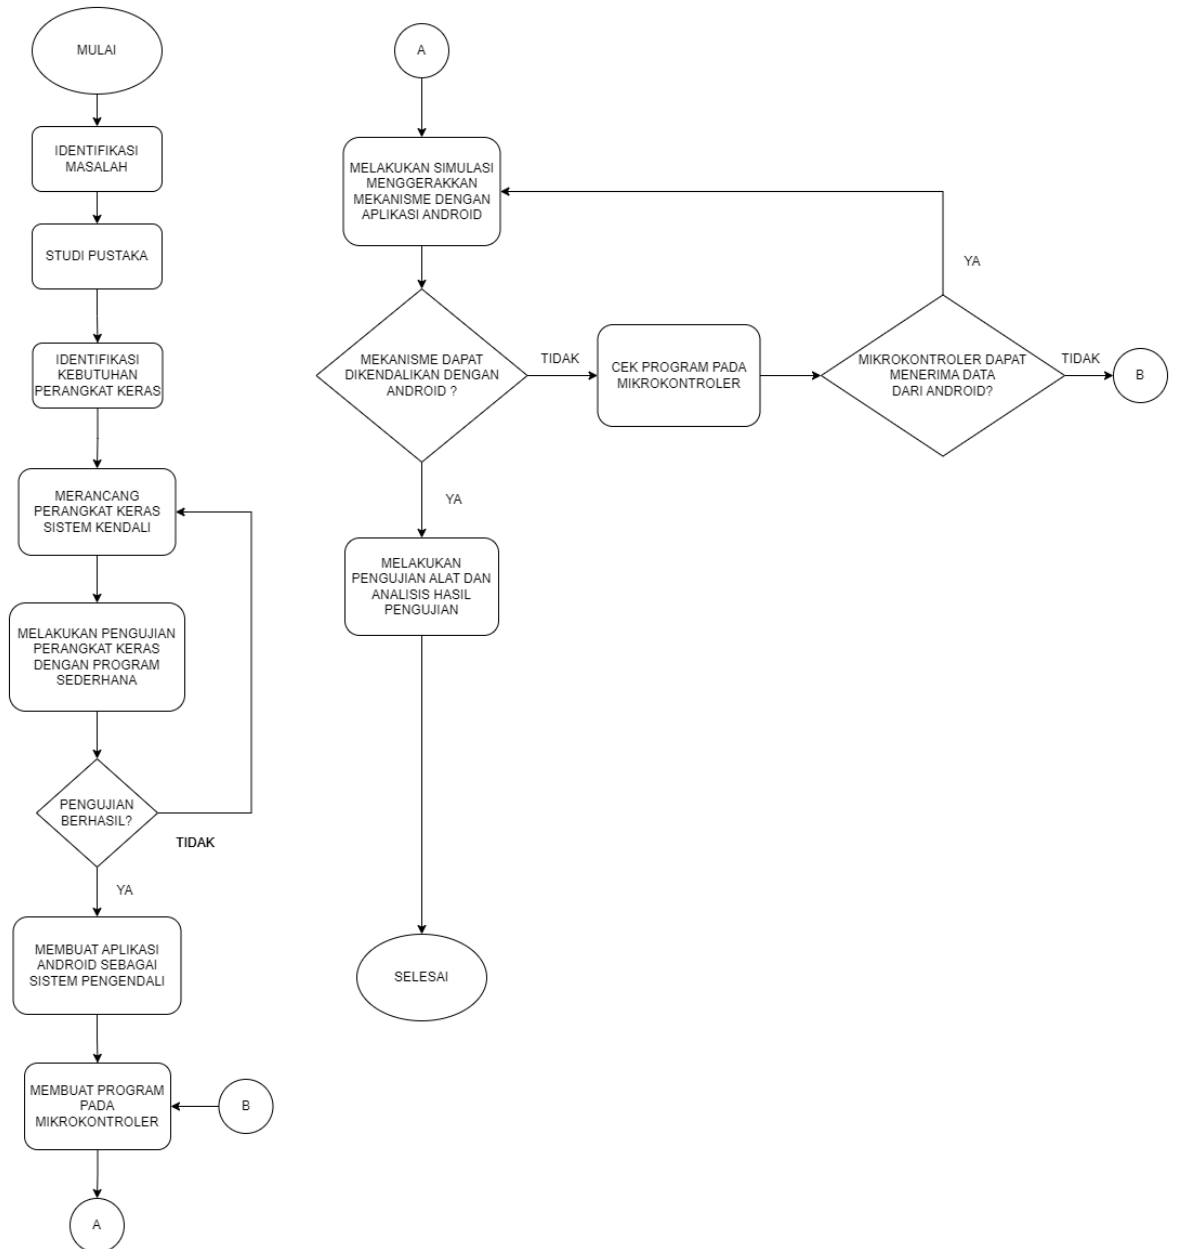 MULAI
IDENTIFIKASI
MASALAH
STUDI PUSTAKA
IDENTIFIKASI
KEBUTUHAN
PERANGKAT KERAS
MERANCANG
PERANGKAT KERAS
SISTEM KENDALI
MELAKUKAN PENGUJIAN
PERANGKAT KERAS
DENGAN PROGRAM
SEDERHANA
PENGUJIAN
BERHASIL?
TIDAK
YA
MEMBUAT APLIKASI
ANDROID SEBAGAI
SISTEM PENGENDALI
MEMBUAT PROGRAM
PADA
MIKROKONTROLER
B
A
A
MELAKUKAN SIMULASI
MENGGERAKKAN
MEKANISME DENGAN
APLIKASI ANDROID
MEKANISME DAPAT
DIKENDALIKAN DENGAN
ANDROID ?
TIDAK
CEK PROGRAM PADA
MIKROKONTROLER
MIKROKONTROLER DAPAT
MENERIMA DATA
DARI ANDROID?
YA
TIDAK
B
YA
MELAKUKAN
PENGUJIAN ALAT DAN
ANALISIS HASIL
PENGUJIAN
SELESAI